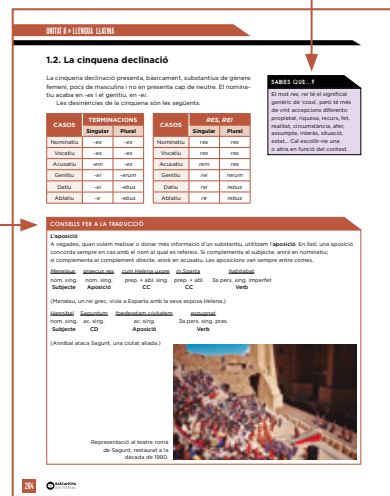 UNITAT 8 > LLENGUA LLATINA
1.2. La cinquena declinació
La cinquena declinació presenta, bàsicament, substantius de gènere
femení, pocs de masculins i no en presenta cap de neutre. El nomina-
tiu acaba en -es i el genitiu, en -ei.
Les desinències de la cinquena són les següents:
CASOS TERMINACIONS
Singular Plural
Nominatiu -es -es
Vocatiu -es -es
Acusatiu -em -es
Genitiu -ei -erum
Datiu -ei -ebus
Ablatiu -e -ebus
CASOS RES, REI
Singular Plural
Nominatiu res res
Vocatiu res res
Acusatiu rem res
Genitiu rei rerum
Datiu rei rebus
Ablatiu re rebus
SABIES QUE...?
El mot res, rei té el significat
genèric de 'cosa', però té més
de vint accepcions diferents:
propietat, riquesa, recurs, fet,
realitat, circumstància, afer,
assumpte, interès, situació,
estat... Cal escollir-ne una
o altra en funció del context.
CONSELLS PER A LA TRADUCCIÓ
L'aposició
A vegades, quan volem matisar o donar més informació d'un substantiu, utilitzem l'aposició. En llatí, una aposició
concorda sempre en cas amb el nom al qual es refereix. Si complementa el subjecte, anirà en nominatiu;
si complementa el complement directe, anirà en acusatiu. Les aposicions van sempre entre comes.
Menelaus graecus rex cum Helena uxore in Sparta habitabat
nom. sing. nom. sing. prep. + abl. sing. prep. + abl. 3a pers. sing. imperfet
Subjecte Aposició CC CC Verb
(Menelau, un rei grec, vivia a Esparta amb la seva esposa Helena.)
Hannibal Saguntum foederatam civitatem expugnat
nom. sing. ac. sing. ac. sing. 3a pers. sing. pres.
Subjecte CD Aposició Verb
(Anníbal ataca Sagunt, una ciutat aliada.)
Representació al teatre romà
de Sagunt, restaurat a la
dècada de 1990.
204
BARCANOVA
EDITORIAL